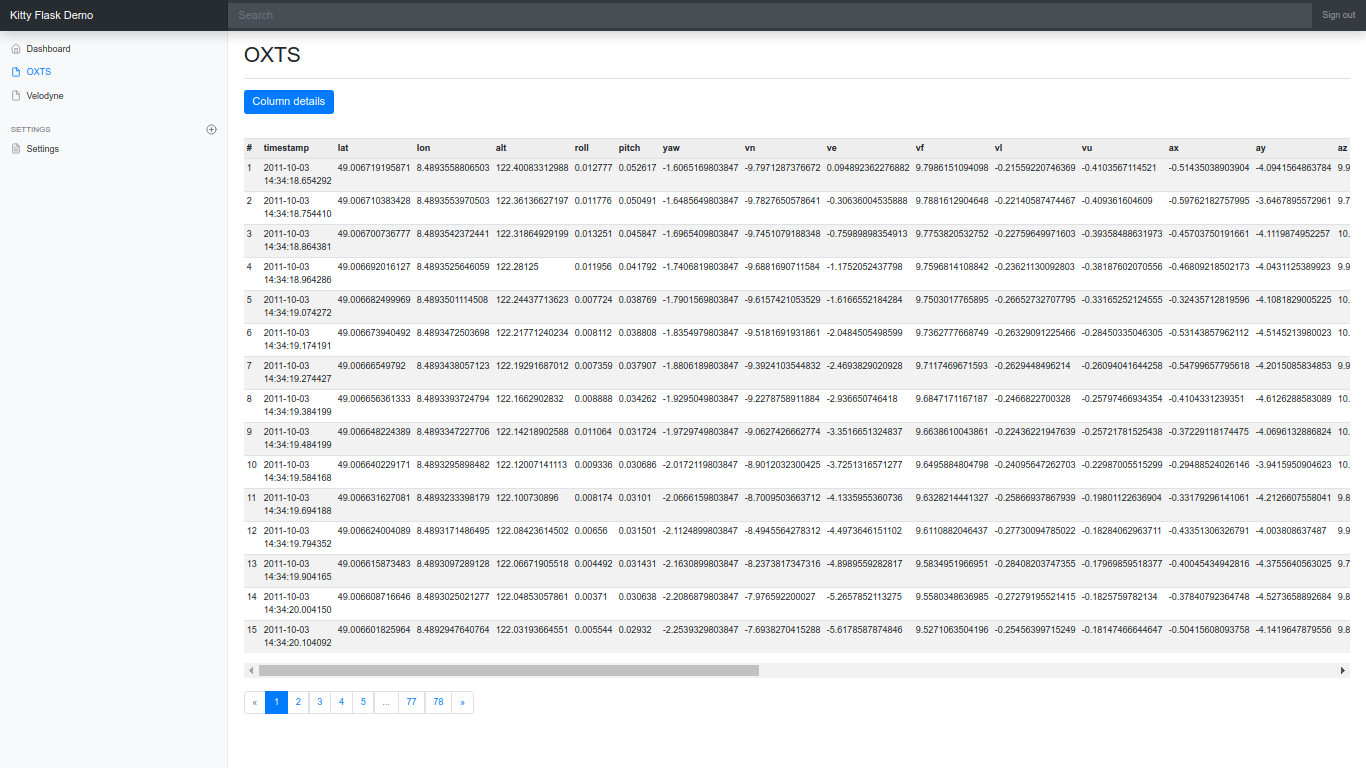 Kitty Flask Demo Search Sign out
Dashboard
OXTS
Velodyne
SETTINGS
Settings
OXTS
Column details
# timestamp lat lon alt roll pitch yaw vn ve vf vl vu ax ay az
1 2011-10-03 14:34:18.654292 49.006719195871 8.4893558806503 122.40083312988 0.012777 0.052617 -1.6065169803847 -9.7971287376672 0.094892362276882 9.7986151094098 -0.21559220746369 -0.4103567114521 -0.51435038903904 -4.0941564863784 9.9
2 2011-10-03 14:34:18.754410 49.006710383428 8.4893553970503 122.36136627197 0.011776 0.050491 -1.6485649803847 -9.7827650578641 -0.30636004535888 9.7881612904648 -0.22140587474467 -0.409361604609 -0.59762182757995 -3.6467895572961 9.7
3 2011-10-03 14:34:18.864381 49.006700736777 8.4893542372441 122.31864929199 0.013251 0.045847 -1.6965409803847 -9.7451079188348 -0.75989898354913 9.7753820532752 -0.22759649971603 -0.39358488631973 -0.45703750191661 -4.1119874952257 10.
4 2011-10-03 14:34:18.964286 49.006692016127 8.4893525646059 122.28125 0.011956 0.041792 -1.7406819803847 -9.6881690711584 -1.1752052437798 9.7596814108842 -0.23621130092803 -0.38187602070556 -0.46809218502173 -4.0431125389923 9.9
5 2011-10-03 14:34:19.074272 49.006682499969 8.4893501114508 122.24437713623 0.007724 0.038769 -1.7901569803847 -9.6157421053529 -1.6166552184284 9.7503017765895 -0.26652732707795 -0.33165252124555 -0.32435712819596 -4.1081829005225 10.
6 2011-10-03 14:34:19.174191 49.006673940492 8.4893472503698 122.21771240234 0.008112 0.038808 -1.8354979803847 -9.5181691931861 -2.0484505498599 9.7362777668749 -0.26329091225466 -0.28450335046305 -0.53143857962112 -4.5145213980023 10.
7 2011-10-03 14:34:19.274427 49.00666549792 8.4893438057123 122.19291687012 0.007359 0.037907 -1.8806189803847 -9.3924103544832 -2.4693829020928 9.7117469671593 -0.2629448496214 -0.26094041644258 -0.54799657795618 -4.2015085834853 9.9
8 2011-10-03 14:34:19.384199 49.006656361333 8.4893393724794 122.1662902832 0.008888 0.034262 -1.9295049803847 -9.2278758911884 -2.936650746418 9.6847171167187 -0.2466822700328 -0.25797466934354 -0.4104331239351 -4.6126288583089 10.
9 2011-10-03 14:34:19.484199 49.006648224389 8.4893347227706 122.14218902588 0.011064 0.031724 -1.9729749803847 -9.0627426662774 -3.3516651324837 9.6638610043861 -0.22436221947639 -0.25721781525438 -0.37229118174475 -4.0696132886824 10.
10 2011-10-03 14:34:19.584168 49.006640229171 8.4893295898482 122.12007141113 0.009336 0.030686 -2.0172119803847 -8.9012032300425 -3.7251316571277 9.6495884804798 -0.24095647262703 -0.22987005515299 -0.29488524026146 -3.9415950904623 10.
11 2011-10-03 14:34:19.694188 49.006631627081 8.4893233398179 122.100730896 0.008174 0.03101 -2.0666159803847 -8.7009503663712 -4.1335955360736 9.6328214441327 -0.25866937867939 -0.19801122636904 -0.33179296141061 -4.2126607558041 9.8
12 2011-10-03 14:34:19.794352 49.006624004089 8.4893171486495 122.08423614502 0.00656 0.031501 -2.1124899803847 -8.4945564278312 -4.4973646151102 9.6110882046437 -0.27730094785022 -0.18284062963711 -0.43351306326791 -4.003808637487 9.9
13 2011-10-03 14:34:19.904165 49.006615873483 8.4893097289128 122.06671905518 0.004492 0.031431 -2.1630899803847 -8.2373817347316 -4.8989559282817 9.5834951966951 -0.28408203747355 -0.17969859518377 -0.40045434942816 -4.3755640563025 9.7
14 2011-10-03 14:34:20.004150 49.006608716646 8.4893025021277 122.04853057861 0.00371 0.030638 -2.2086879803847 -7.976592200027 -5.2657852113275 9.5580348636985 -0.27279195521415 -0.1825759782134 -0.37840792364748 -4.5273658892684 9.8
15 2011-10-03 14:34:20.104092 49.006601825964 8.4892947640764 122.03193664551 0.005544 0.02932 -2.2539329803847 -7.6938270415288 -5.6178587874846 9.5271063504196 -0.25456399715249 -0.18147466644647 -0.50415608093758 -4.1419647879556 9.8
« 1 2 3 4 5 ... 77 78 »